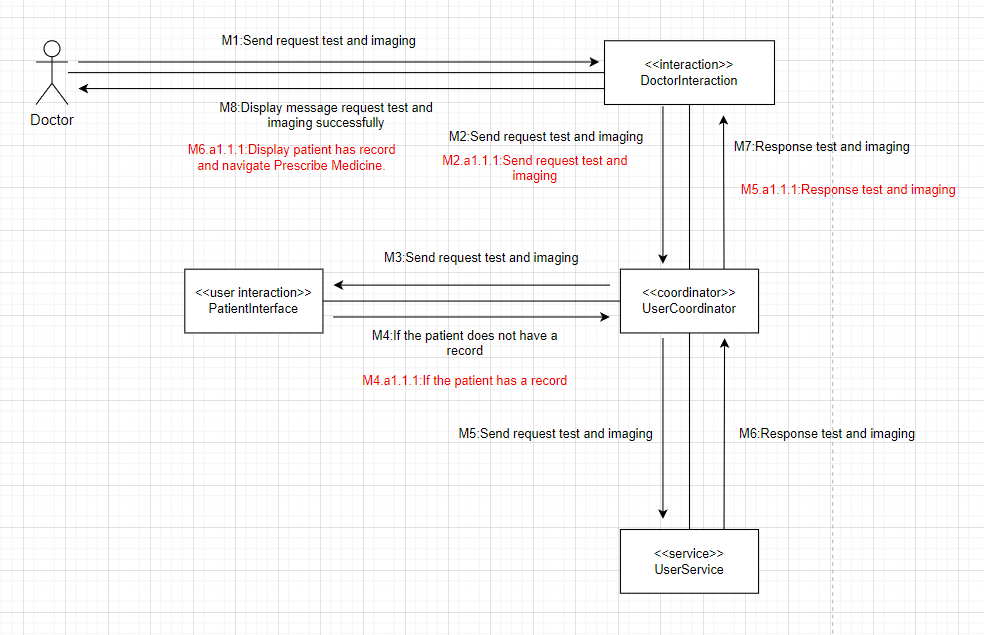 M1:Send request test and imaging
<<interaction>>
DoctorInteraction
Doctor
M8:Display message request test and
imaging successfully
M6.a1.1.1:Display patient has record
and navigate Prescribe Medicine.
M2:Send request test and imaging
M2.a1.1.1:Send request test and
imaging
M7:Response test and imaging
M5.a1.1.1:Response test and imaging
M3:Send request test and imaging
<<user interaction>>
PatientInterface
<<coordinator>>
UserCoordinator
M4:If the patient does not have a
record
M4.a1.1.1:If the patient has a record
M5:Send request test and imaging
M6:Response test and imaging
<<service>>
UserService